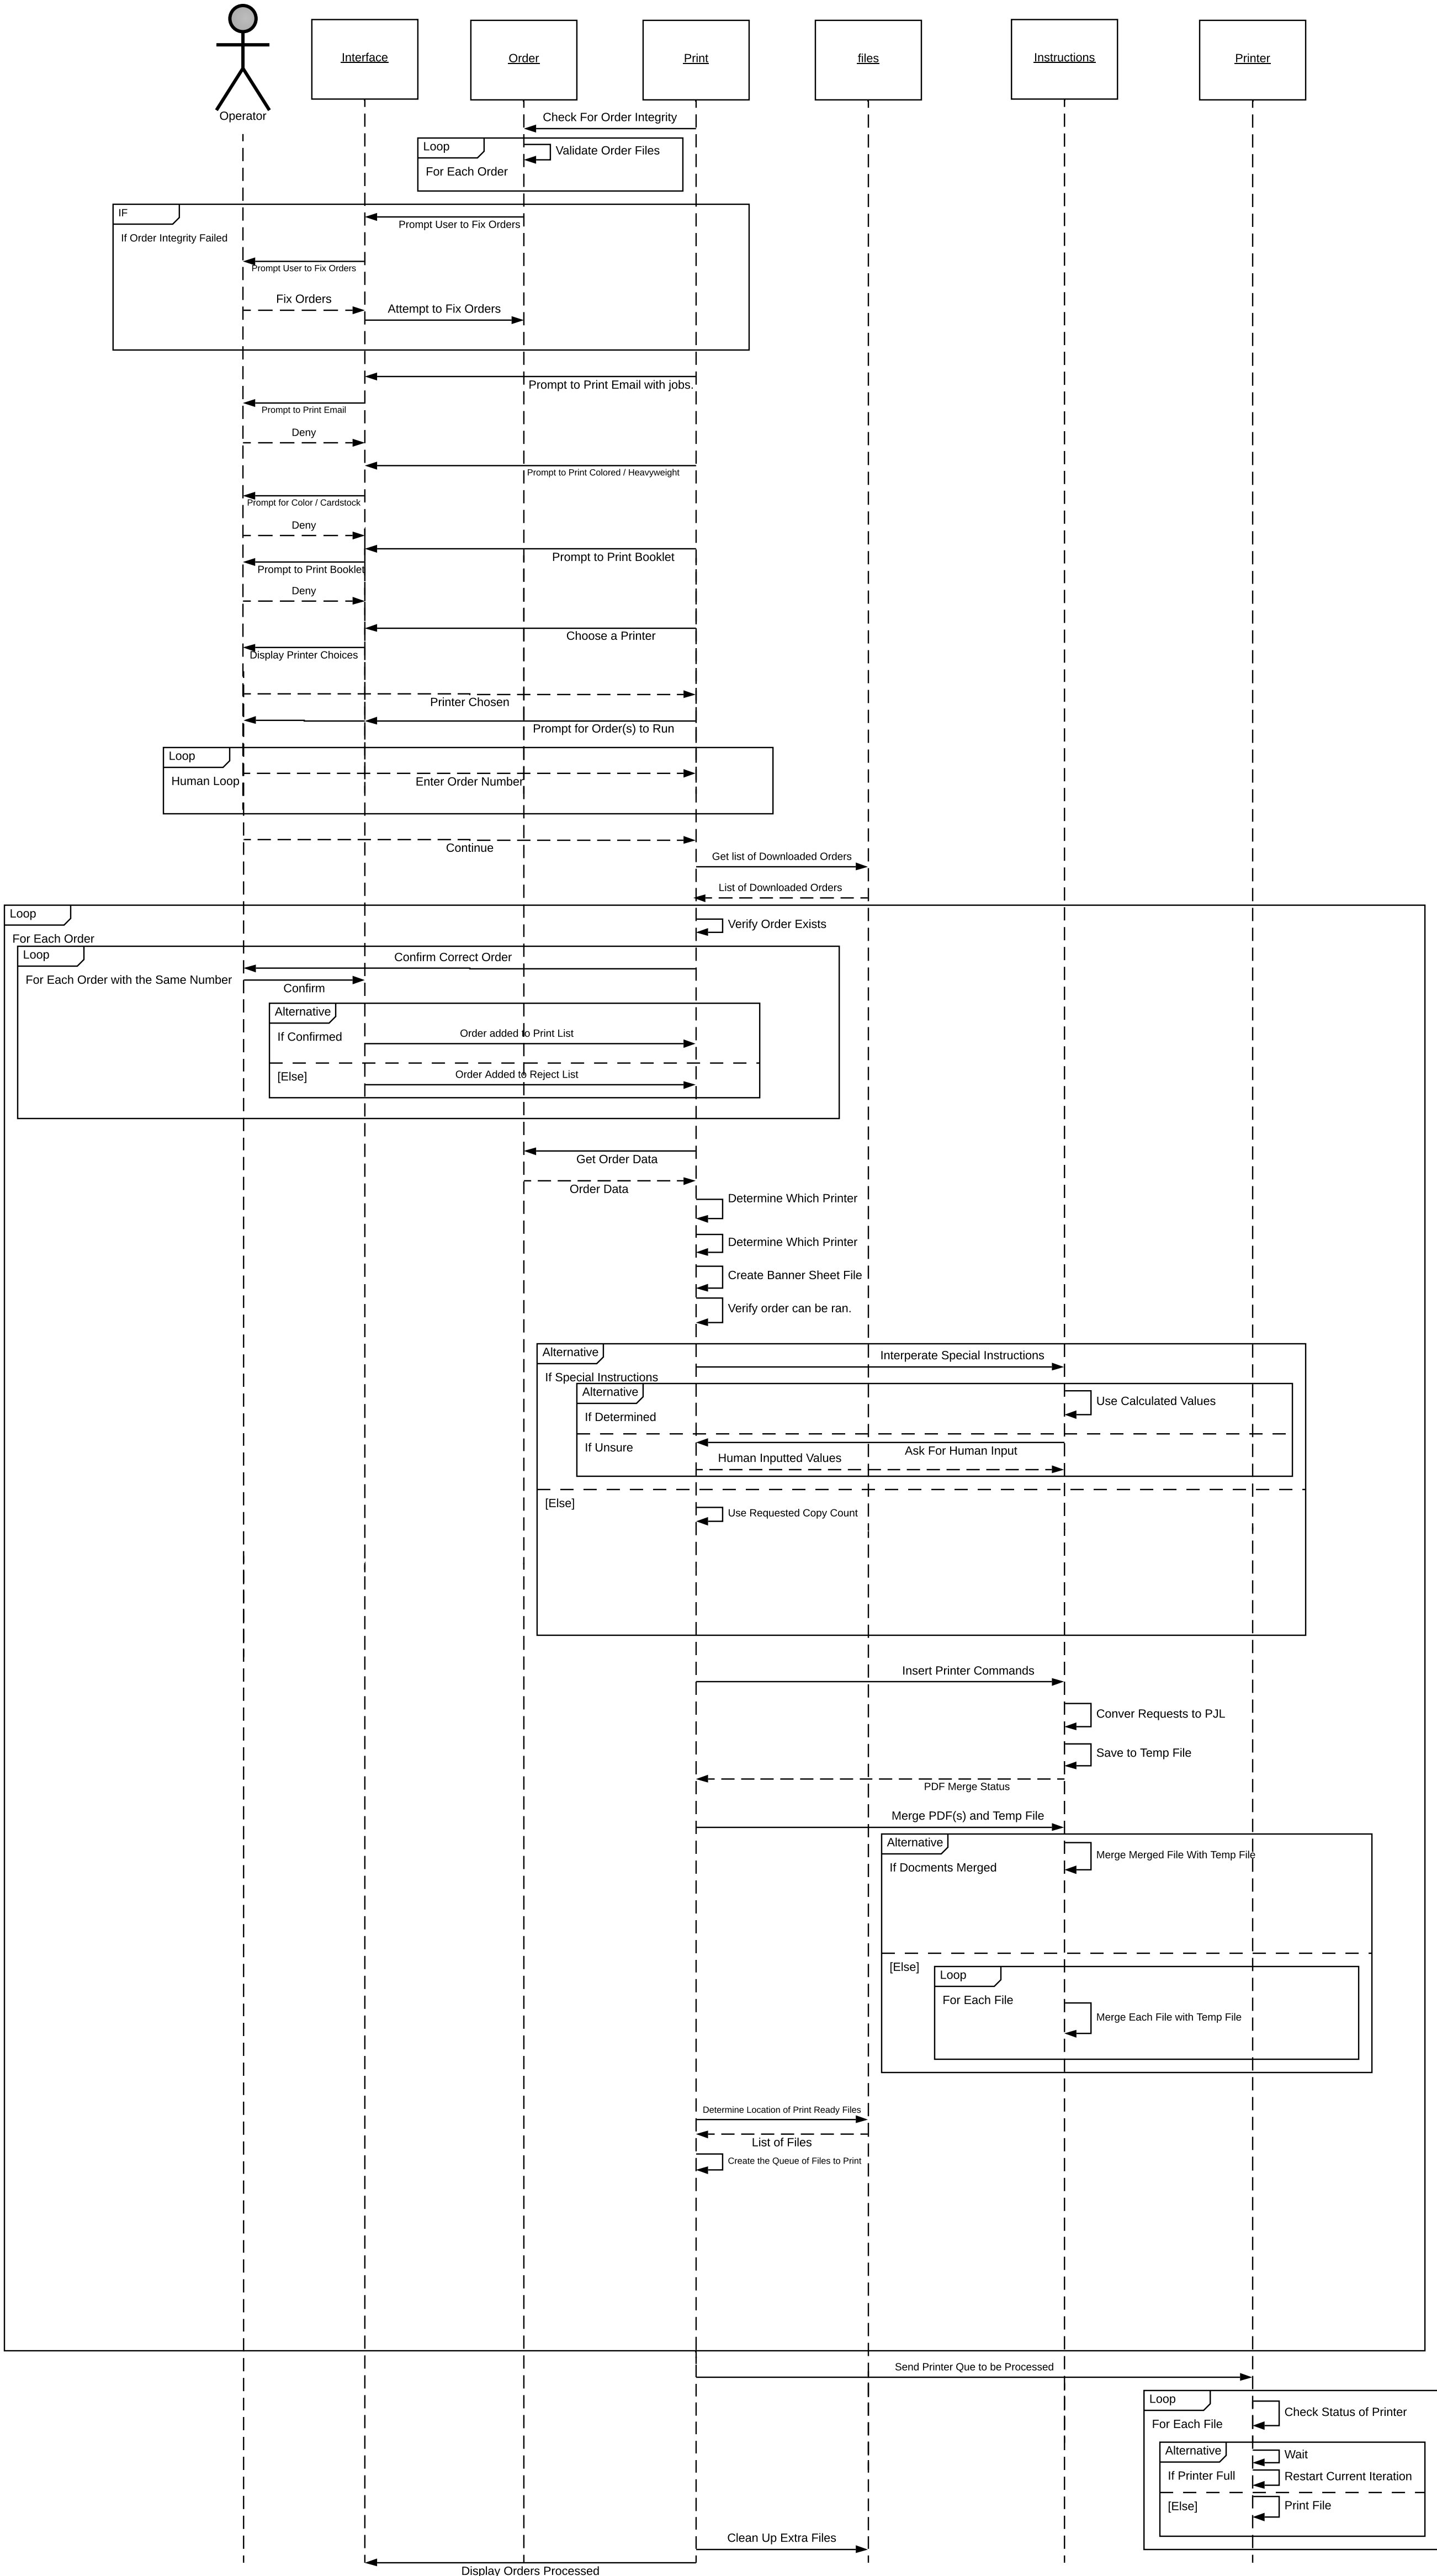 Operator
Interface
Order
Print
files
Instructions
Printer
Check For Order Integrity
Loop
Validate Order Files
For Each Order
IF
Prompt User to Fix Orders
If Order Integrity Failed
Prompt User to Fix Orders
Fix Orders
Attempt to Fix Orders
Prompt to Print Email with jobs.
Prompt to Print Email
Deny
Prompt to Print Colored / Heavyweight
Prompt for Color / Cardstock
Deny
Prompt to Print Booklet
Prompt to Print Booklet
Deny
Choose a Printer
Display Printer Choices
Printer Chosen
Prompt for Order(s) to Run
Loop
Human Loop
Enter Order Number
Continue
Get list of Downloaded Orders
List of Downloaded Orders
Loop
Verify Order Exists
For Each Order
Loop
Confirm Correct Order
For Each Order with the Same Number
Confirm
Alternative
If Confirmed
Order added to Print List
[Else]
Order Added to Reject List
Get Order Data
Order Data
Determine Which Printer
Determine Which Printer
Create Banner Sheet File
Verify order can be ran.
Alternative
Interperate Special Instructions
If Special Instructions
Alternative
Use Calculated Values
If Determined
If Unsure
Ask For Human Input
Human Inputted Values
[Else]
Use Requested Copy Count
Insert Printer Commands
Conver Requests to PJL
Save to Temp File
PDF Merge Status
Merge PDF(s) and Temp File
Alternative
Merge Merged File With Temp File
If Docments Merged
[Else]
Loop
For Each File
Merge Each File with Temp File
Determine Location of Print Ready Files
List of Files
Create the Queue of Files to Print
Send Printer Que to be Processed
Loop
Check Status of Printer
For Each File
Alternative
Wait
If Printer Full
Restart Current Iteration
[Else]
Print File
Clean Up Extra Files
Display Orders Processed